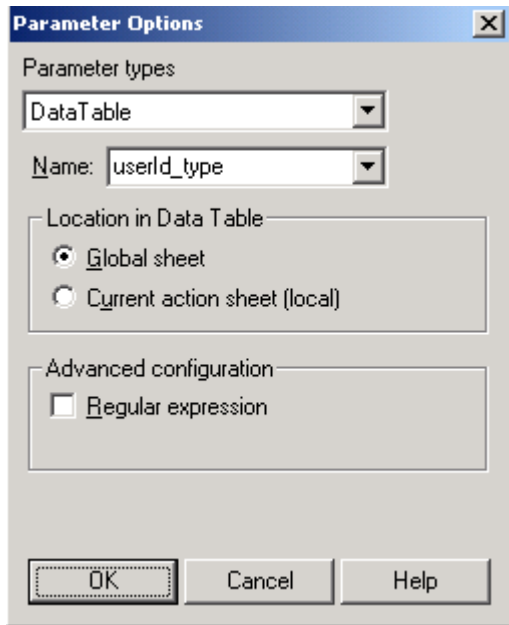 Parameter Options
Parameter types
DataTable
Name: userId_type
Location in Data Table
Global sheet
Current action sheet (local)
Advanced configuration
Regular expression
OK Cancel Help